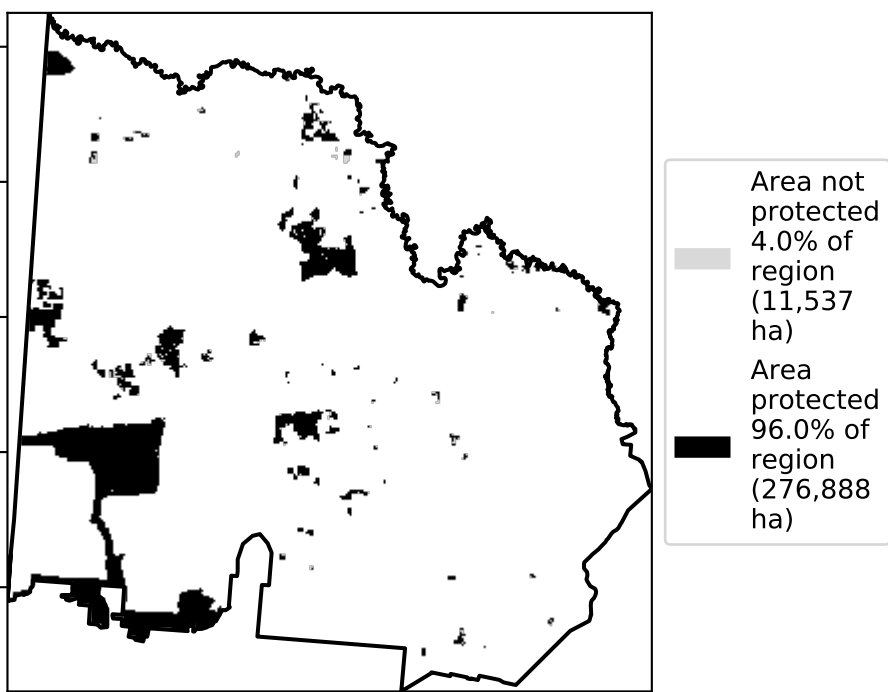 Area not
protected
4.0% of
region
(11,537
ha)
Area
protected
96.0% of
region
(276,888
ha)